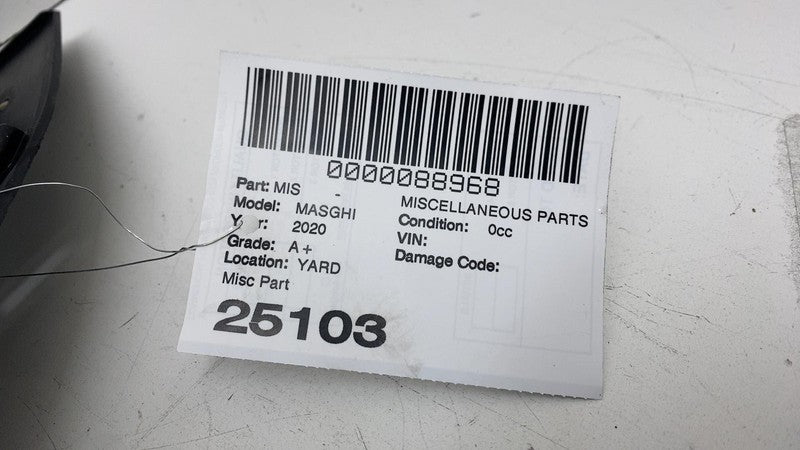 0000088968
Part: MIS - MISCELLANEOUS PARTS
Model: MASGHI Condition: 0cc
Year: 2020 VIN:
Grade: A+ Damage Code:
Location: YARD
Misc Part
25103